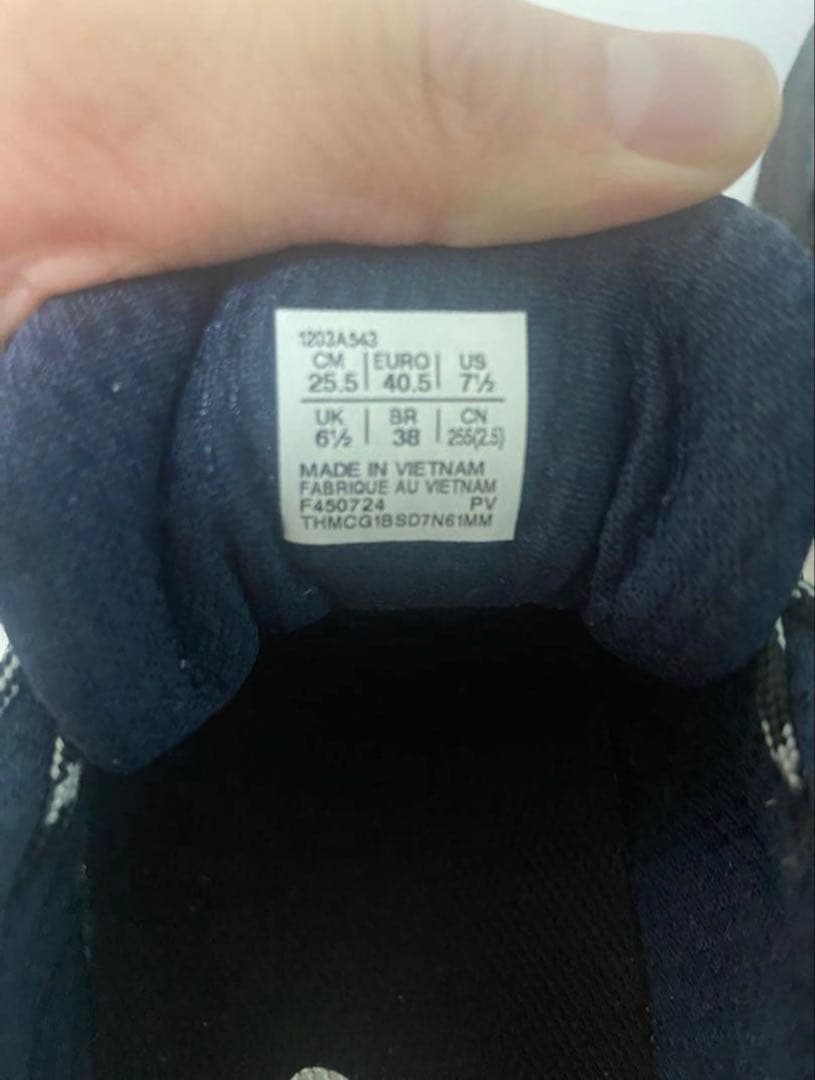 1203A543
CM | EURO | US
25.5 | 40.5 | 7½
UK | BR | CN
6½ | 38 | 255(2.5)
MADE IN VIETNAM
FABRIQUE AU VIETNAM
F450724 PV
THMCG1BSD7N61MM